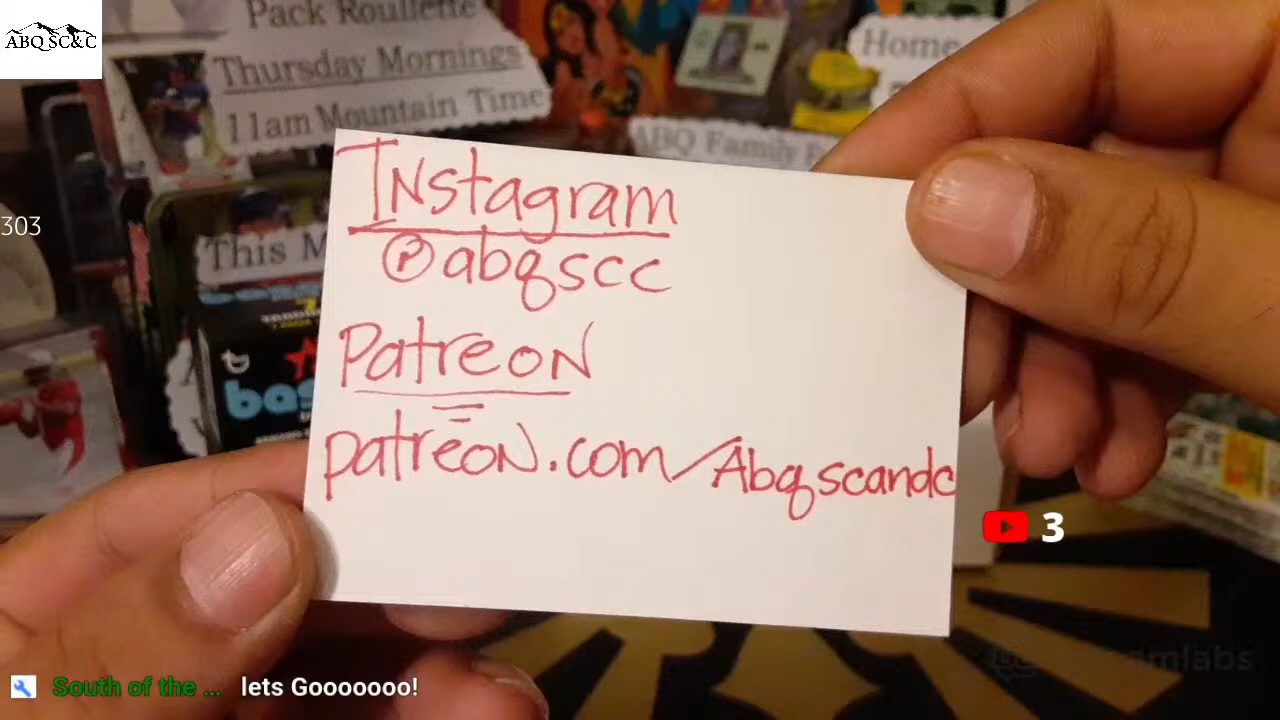 ABQ SC&C
Pack Roulette
Thursday Mornings
11am Mountain Time
Home
ABQ Family
303
This M
Instagram
@abqscc
Patreon
patreon.com/Abqscandc
bas
3
South of the ... lets Gooooooo!